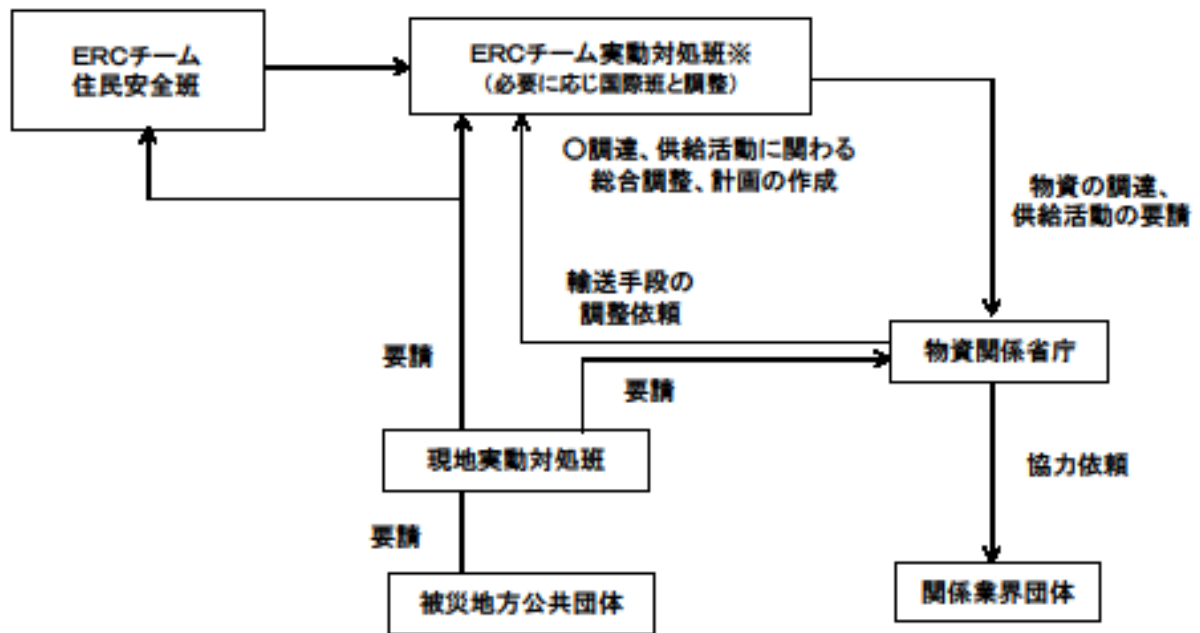 ERCチーム
住民安全班
ERCチーム実動対処班※
(必要に応じ国際班と調整)
〇調達、供給活動に関わる
総合調整、計画の作成
物資の調達、
供給活動の要請
輸送手段の
調整依頼
物資関係省庁
要請
要請
現地実動対処班
協力依頼
要請
被災地方公共団体
関係業界団体